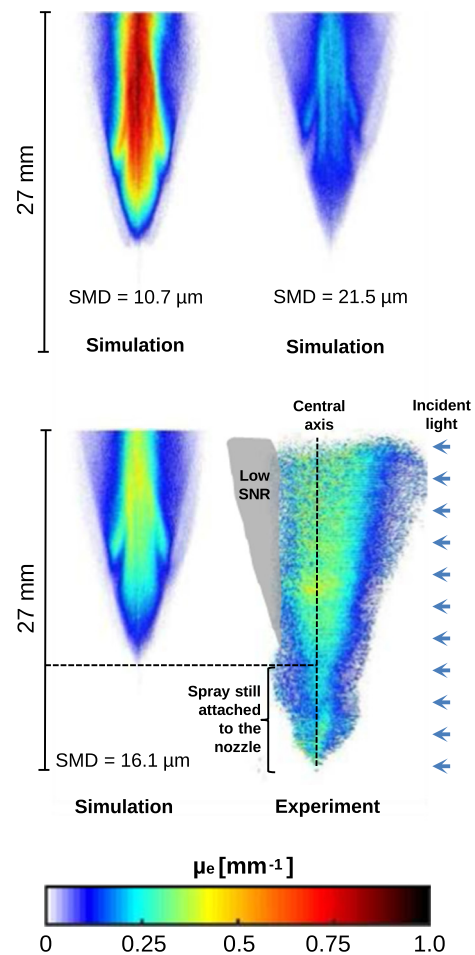 27 mm
SMD = 10.7 µm
SMD = 21.5 µm
Simulation
Simulation
Central
axis
Incident
light
Low
SNR
27 mm
Spray still
attached
to the
nozzle
SMD = 16.1 µm
Simulation
Experiment
µe [mm-1]
0 0.25 0.5 0.75 1.0